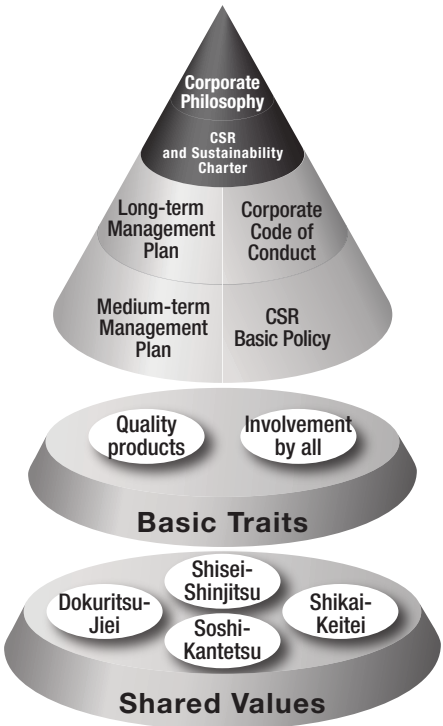 Corporate
Philosophy
CSR
and Sustainability
Charter
Long-term
Management
Plan
Corporate
Code of
Conduct
Medium-term
Management
Plan
CSR
Basic Policy
Quality
products
Involvement
by all
Basic Traits
Shisei-
Shinjitsu
Dokuritsu-
Jiei
Shikai-
Keitei
Soshi-
Kantetsu
Shared Values